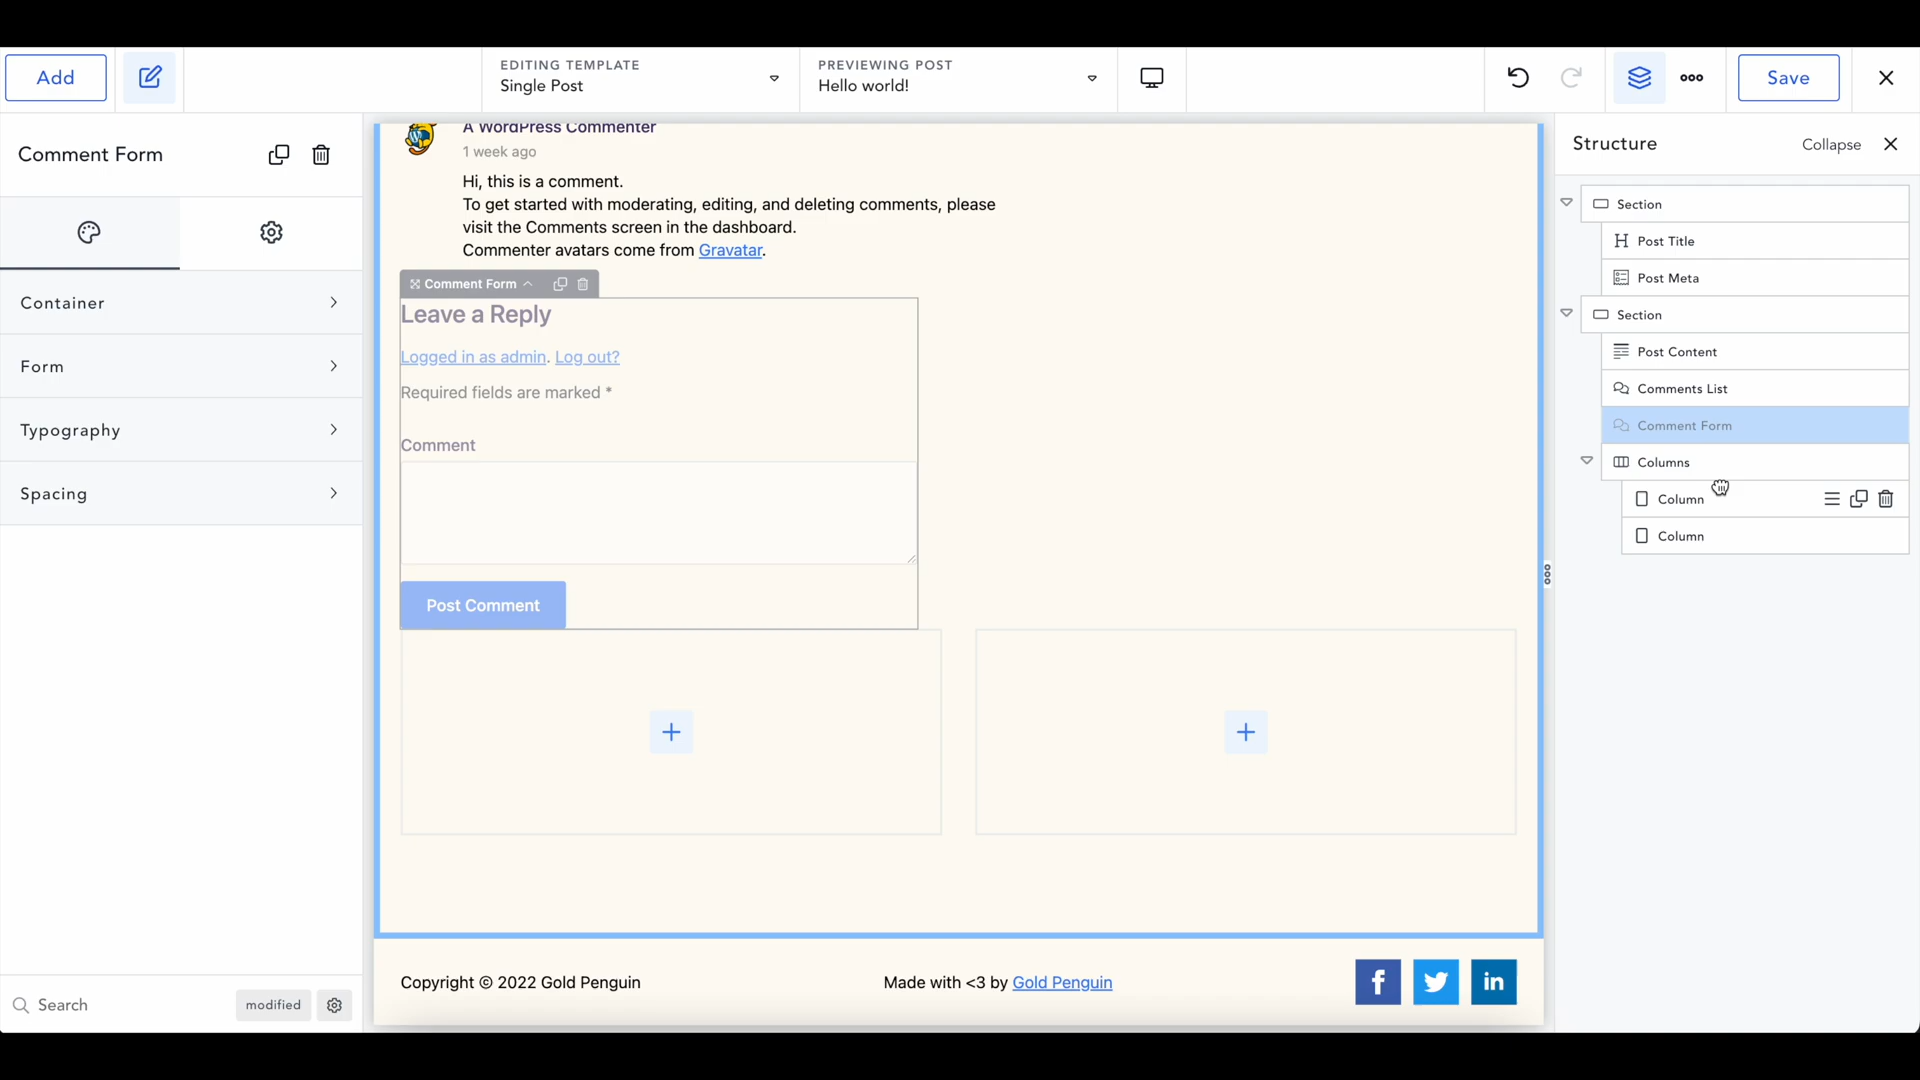 Add
EDITING TEMPLATE
Single Post
PREVIEWING POST
Hello world!
Save
Comment Form
Container
Form
Typography
Spacing
Search
modified
A WordPress Commenter
1 week ago
Hi, this is a comment.
To get started with moderating, editing, and deleting comments, please
visit the Comments screen in the dashboard.
Commenter avatars come from Gravatar.
Comment Form
Leave a Reply
Logged in as admin. Log out?
Required fields are marked *
Comment
Post Comment
Copyright © 2022 Gold Penguin
Made with <3 by Gold Penguin
f
in
Structure
Collapse
Section
H Post Title
Post Meta
Section
Post Content
Comments List
Comment Form
Columns
Column
Column